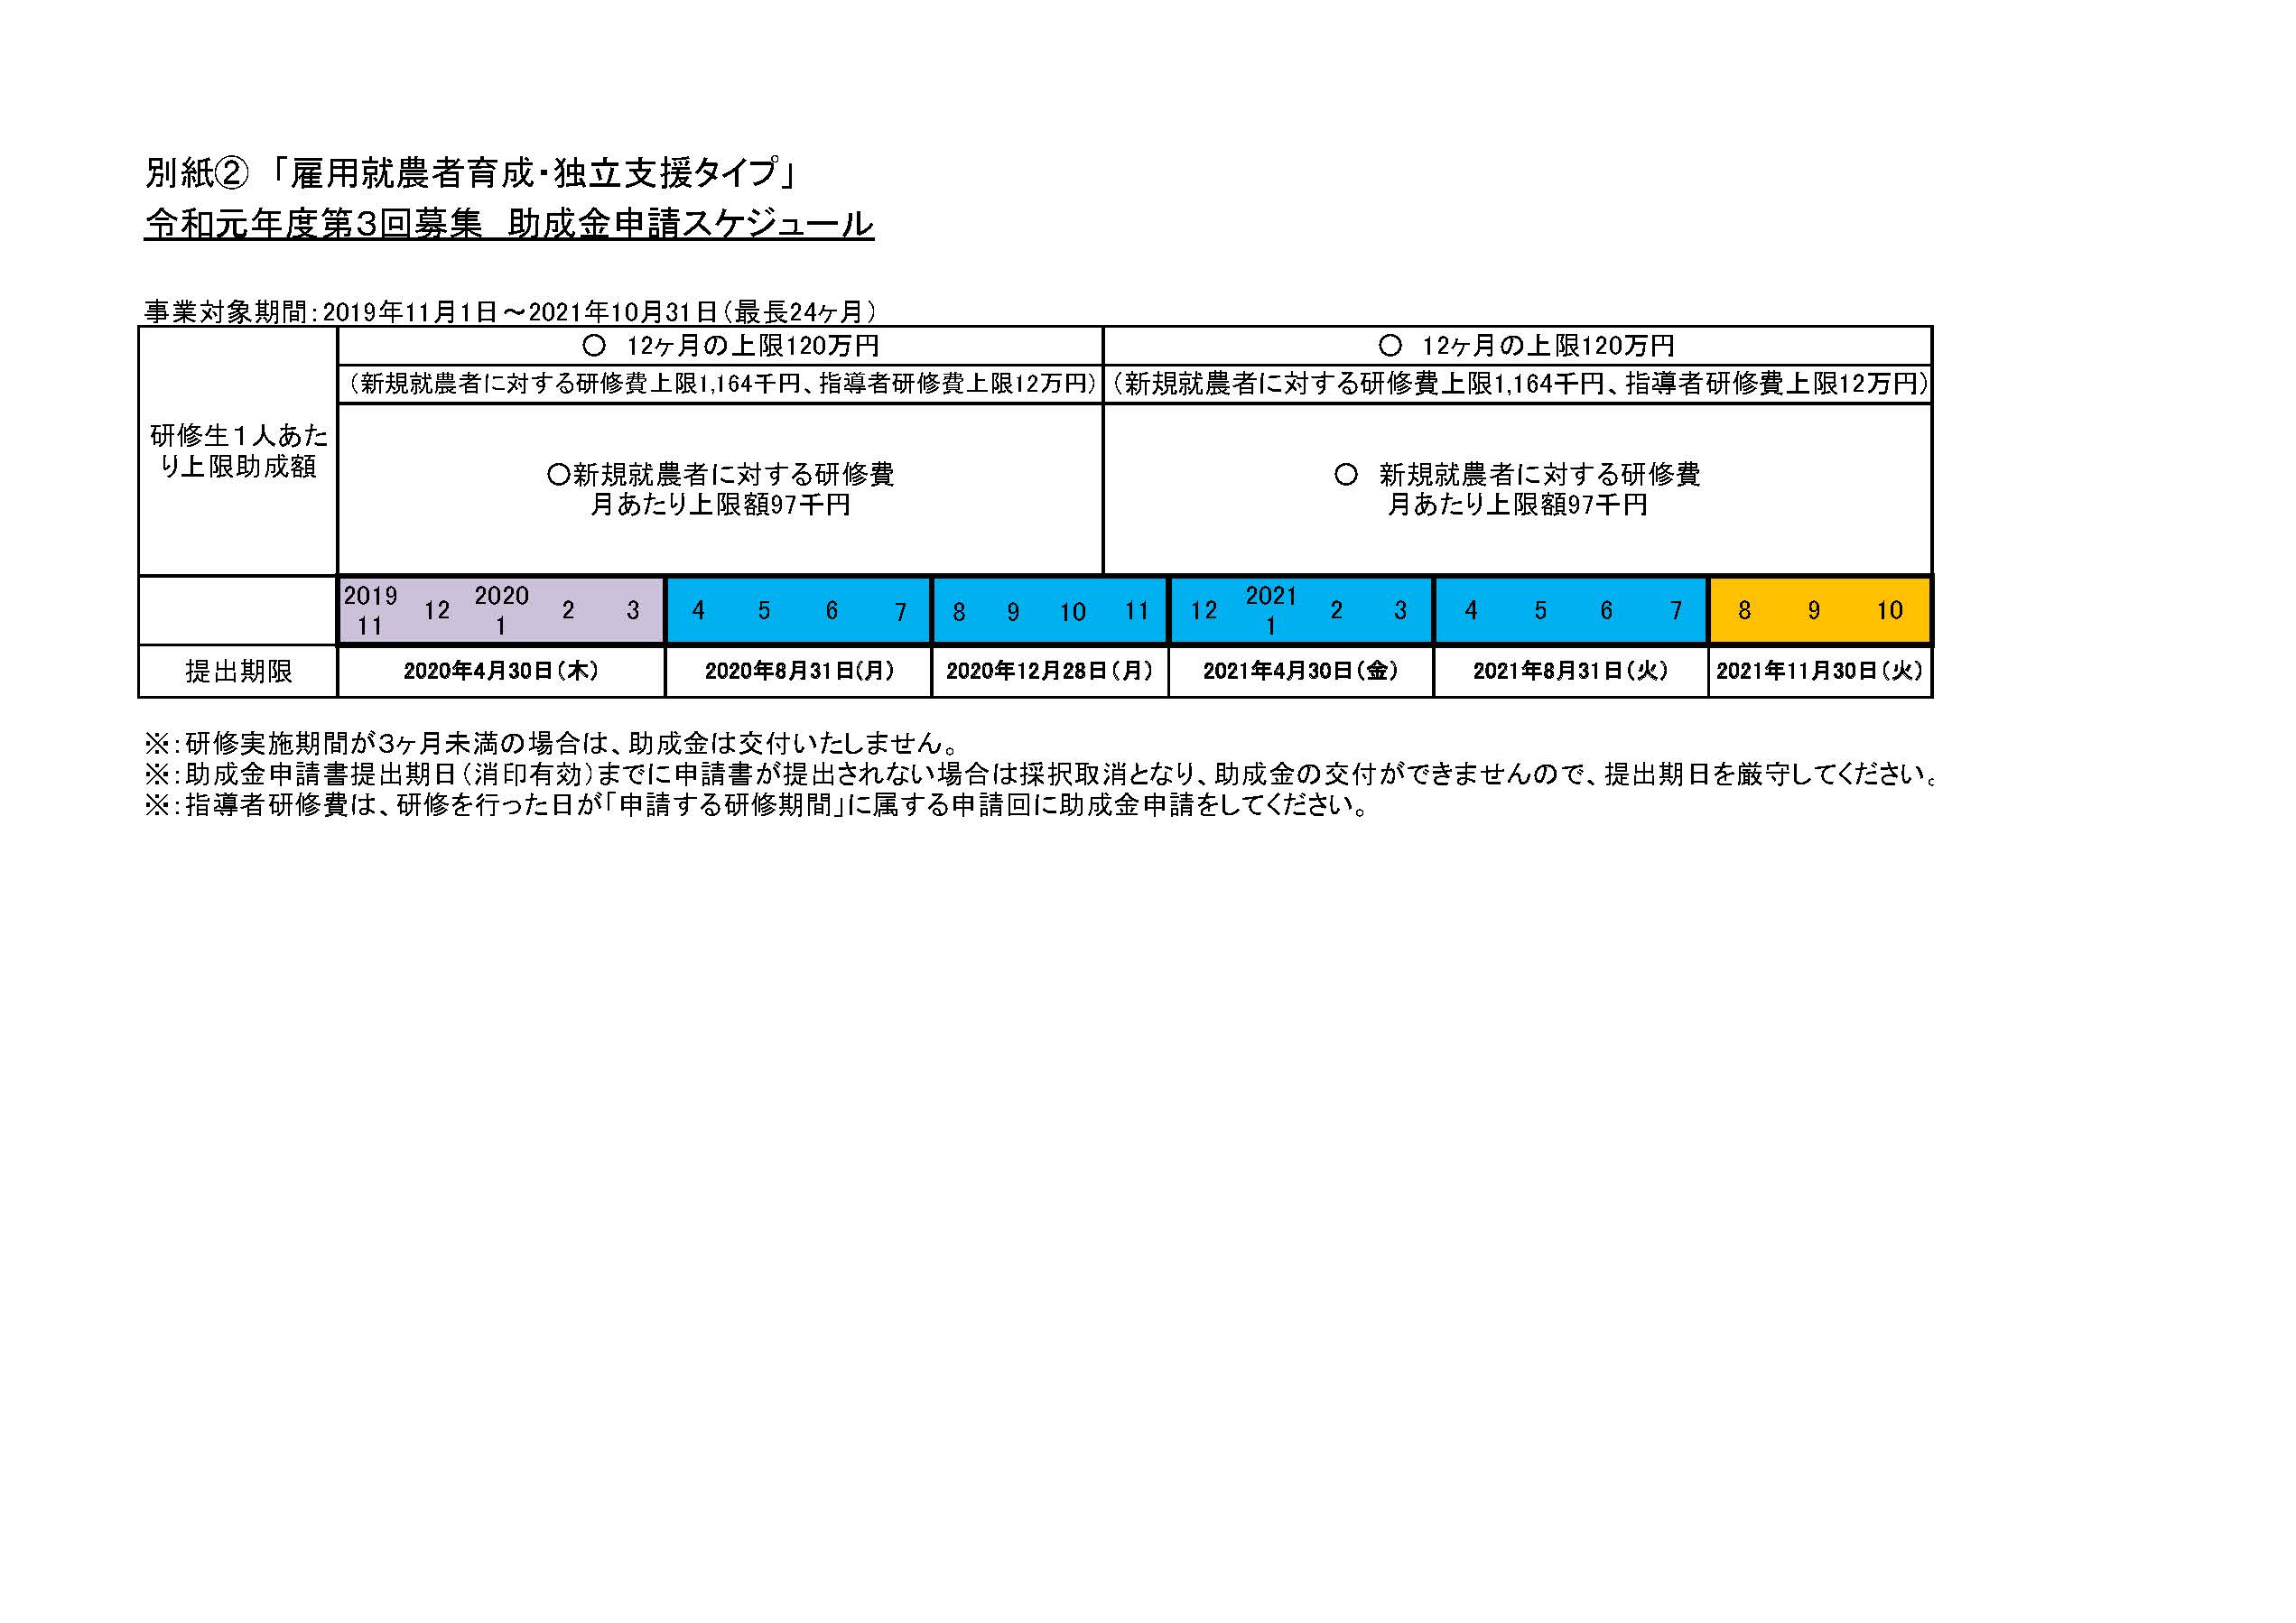 別紙② 「雇用就農者育成・独立支援タイプ」
令和元年度第3回募集　助成金申請スケジュール
事業対象期間：2019年11月1日～2021年10月31日（最長24ヶ月）
研修生１人あたり上限助成額
○　12ヶ月の上限120万円
○　12ヶ月の上限120万円
（新規就農者に対する研修費上限1,164千円、指導者研修費上限12万円）
（新規就農者に対する研修費上限1,164千円、指導者研修費上限12万円）
○新規就農者に対する研修費
月あたり上限額97千円
○　新規就農者に対する研修費
月あたり上限額97千円
2019 11 12 2020 1 2 3 4 5 6 7 8 9 10 11 12 2021 1 2 3 4 5 6 7 8 9 10
提出期限 2020年4月30日（木） 2020年8月31日(月） 2020年12月28日（月） 2021年4月30日（金） 2021年8月31日（火） 2021年11月30日（火）
※：研修実施期間が３ヶ月未満の場合は、助成金は交付いたしません。
※：助成金申請書提出期日（消印有効）までに申請書が提出されない場合は採択取消となり、助成金の交付ができませんので、提出期日を厳守してください。
※：指導者研修費は、研修を行った日が「申請する研修期間」に属する申請回に助成金申請をしてください。